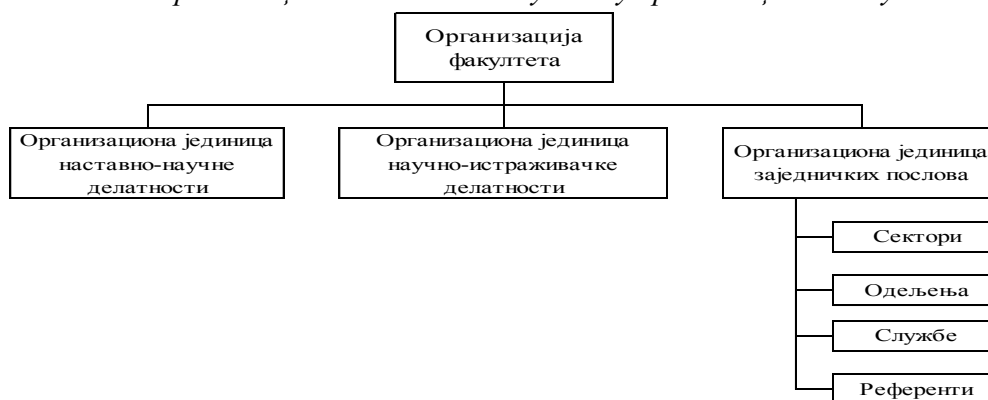 Организација
факултета
Организациона јединица
наставно-научне
делатности
Организациона јединица
научно-истраживачке
делатности
Организациона јединица
заједничких послова
Сектори
Одељења
Службе
Референти